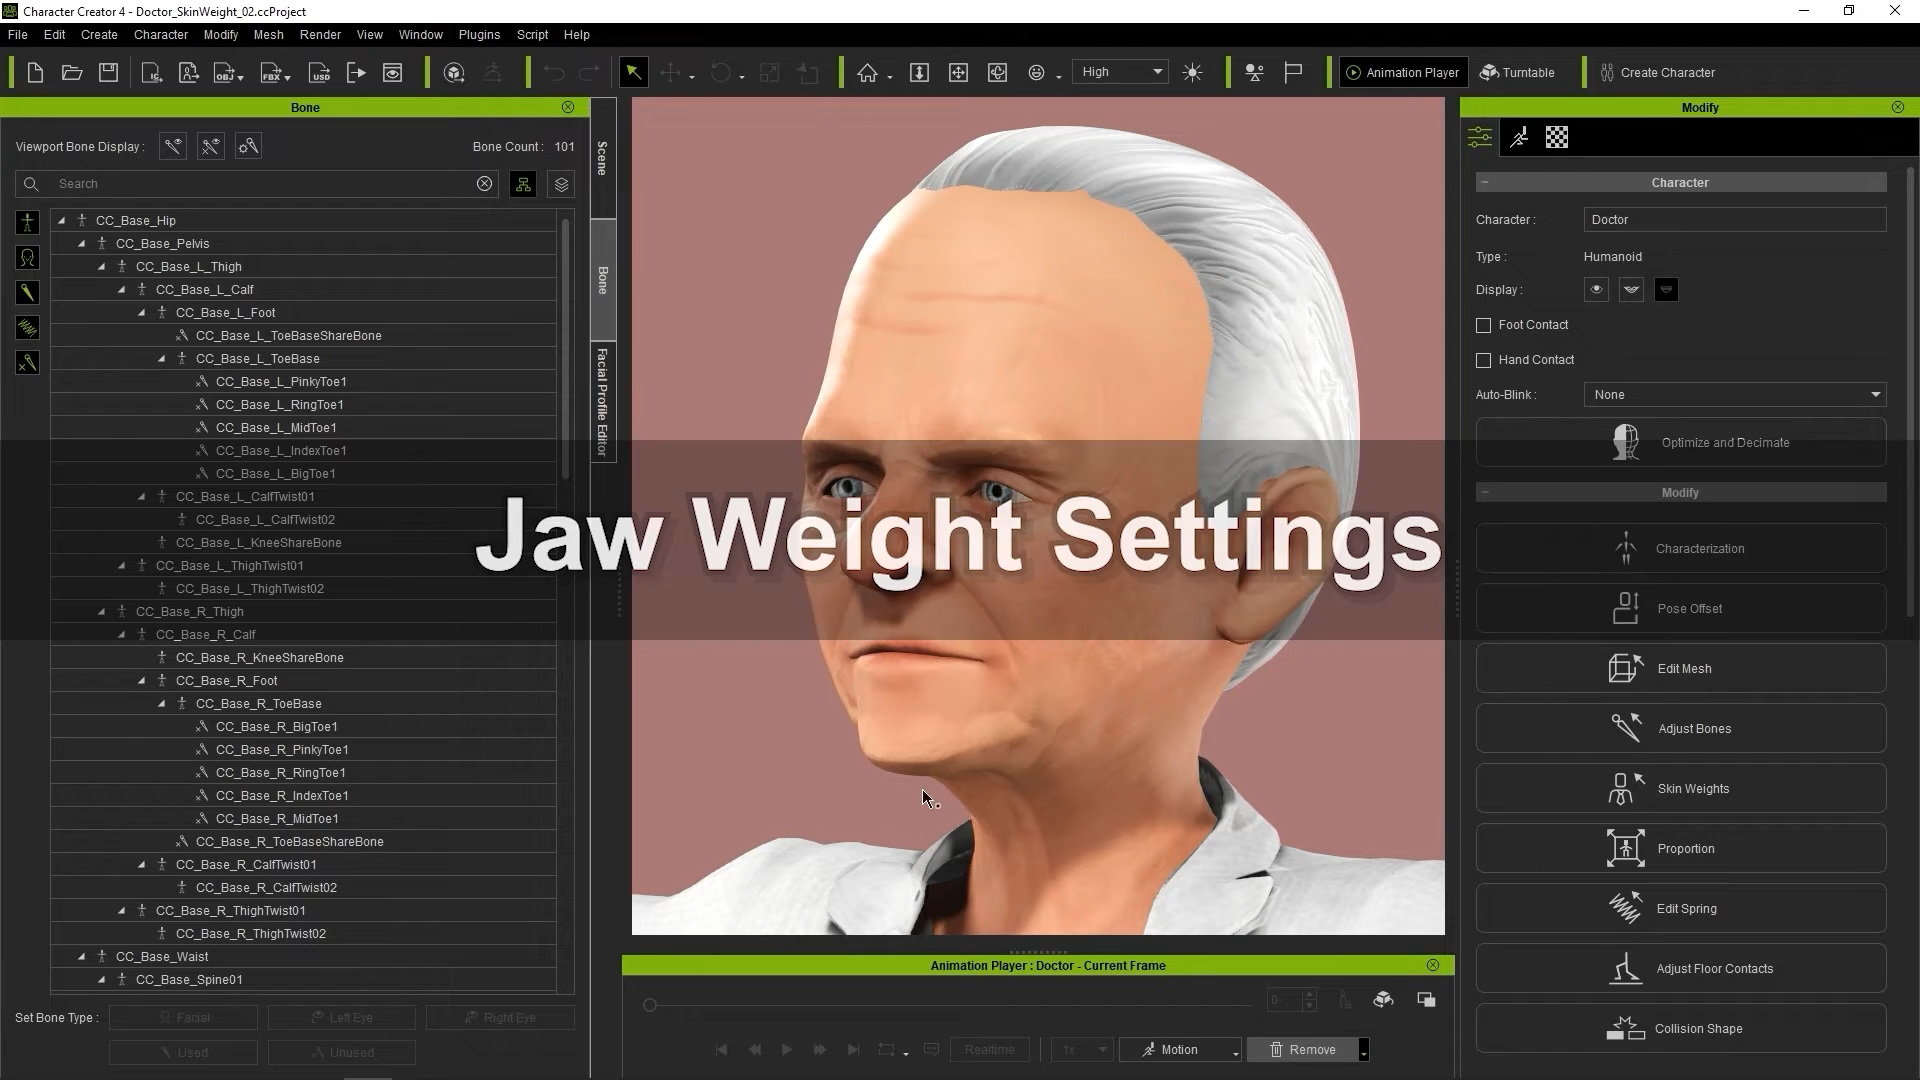 Character Creator 4 - Doctor_SkinWeight_02.ccProject
File Edit Create Character Modify Mesh Render View Window Plugins Script Help
High
Animation Player
Turntable
Create Character
Bone
Viewport Bone Display :
Bone Count : 101
Search
CC_Base_Hip
CC_Base_Pelvis
CC_Base_L_Thigh
CC_Base_L_Calf
CC_Base_L_Foot
CC_Base_L_ToeBaseShareBone
CC_Base_L_ToeBase
CC_Base_L_PinkyToe1
CC_Base_L_RingToe1
CC_Base_L_MidToe1
CC_Base_L_IndexToe1
CC_Base_L_BigToe1
CC_Base_L_CalfTwist01
CC_Base_L_CalfTwist02
CC_Base_L_KneeShareBone
CC_Base_L_ThighTwist01
CC_Base_L_ThighTwist02
CC_Base_R_Thigh
CC_Base_R_Calf
CC_Base_R_KneeShareBone
CC_Base_R_Foot
CC_Base_R_ToeBase
CC_Base_R_BigToe1
CC_Base_R_PinkyToe1
CC_Base_R_RingToe1
CC_Base_R_IndexToe1
CC_Base_R_MidToe1
CC_Base_R_ToeBaseShareBone
CC_Base_R_CalfTwist01
CC_Base_R_CalfTwist02
CC_Base_R_ThighTwist01
CC_Base_R_ThighTwist02
CC_Base_Waist
CC_Base_Spine01
Set Bone Type :
Facial
Left Eye
Right Eye
Used
Unused
Scene
Bone
Facial Profile Editor
Jaw Weight Settings
Animation Player : Doctor - Current Frame
0
Realtime
1x
Motion
Remove
Modify
Character
Character :
Doctor
Type :
Humanoid
Display :
Foot Contact
Hand Contact
Auto-Blink :
None
Optimize and Decimate
Modify
Characterization
Pose Offset
Edit Mesh
Adjust Bones
Skin Weights
Proportion
Edit Spring
Adjust Floor Contacts
Collision Shape